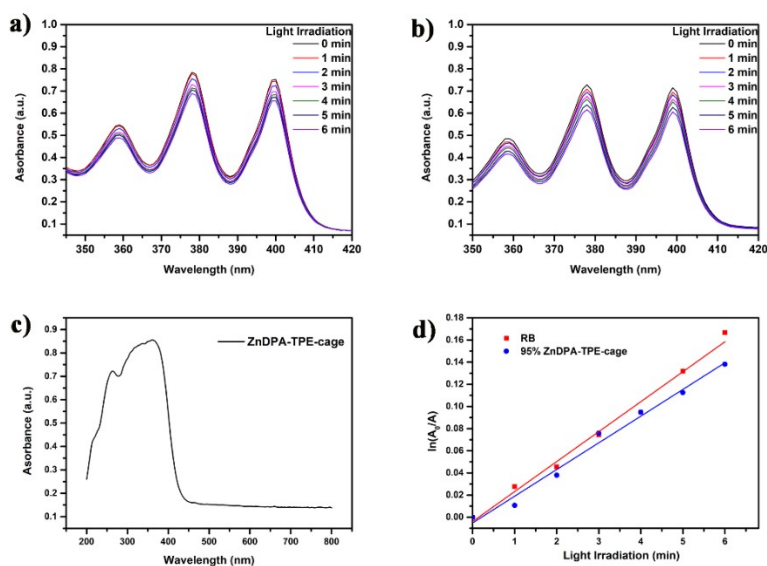 a)
Light Irradiation
0 min
1 min
2 min
3 min
4 min
5 min
6 min
Asorbance (a.u.)
1.0
0.9
0.8
0.7
0.6
0.5
0.4
0.3
0.2
0.1
350 360 370 380 390 400 410 420
Wavelength (nm)
b)
Light Irradiation
0 min
1 min
2 min
3 min
4 min
5 min
6 min
Asorbance (a.u.)
1.0
0.9
0.8
0.7
0.6
0.5
0.4
0.3
0.2
0.1
350 360 370 380 390 400 410 420
Wavelength (nm)
c)
ZnDPA-TPE-cage
Asorbance (a.u.)
0.9
0.8
0.7
0.6
0.5
0.4
0.3
0.2
0.1
200 300 400 500 600 700 800
Wavelength (nm)
d)
RB
95% ZnDPA-TPE-cage
ln(A0/A)
0.18
0.16
0.14
0.12
0.10
0.08
0.06
0.04
0.02
0.00
0 1 2 3 4 5 6
Light Irradiation (min)